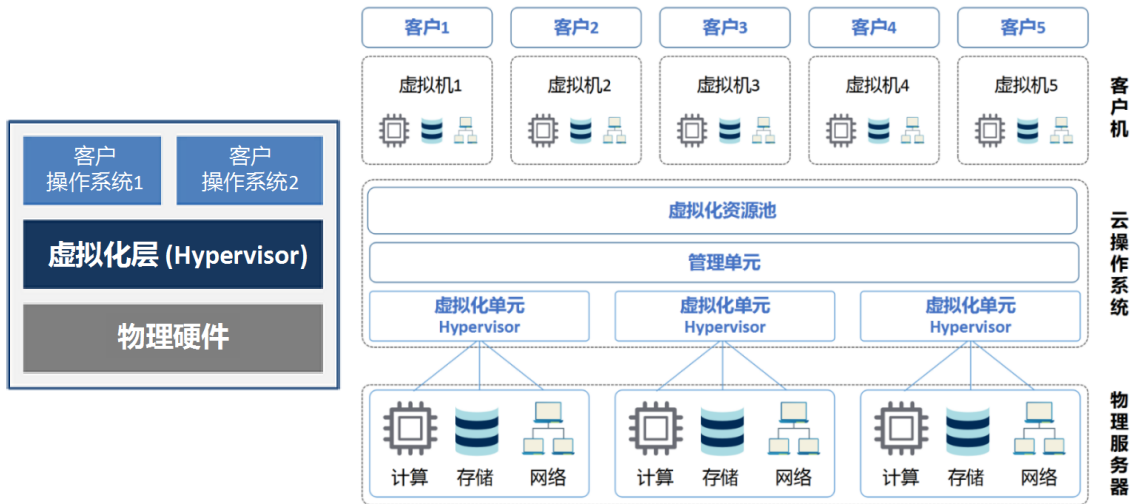 客户
操作系统1
客户
操作系统2
虚拟化层 (Hypervisor)
物理硬件
客户1
客户2
客户3
客户4
客户5
虚拟机1
虚拟机2
虚拟机3
虚拟机4
虚拟机5
客户机
虚拟化资源池
管理单元
虚拟化单元
Hypervisor
虚拟化单元
Hypervisor
虚拟化单元
Hypervisor
云操作系统
计算
存储
网络
计算
存储
网络
计算
存储
网络
物理服务器